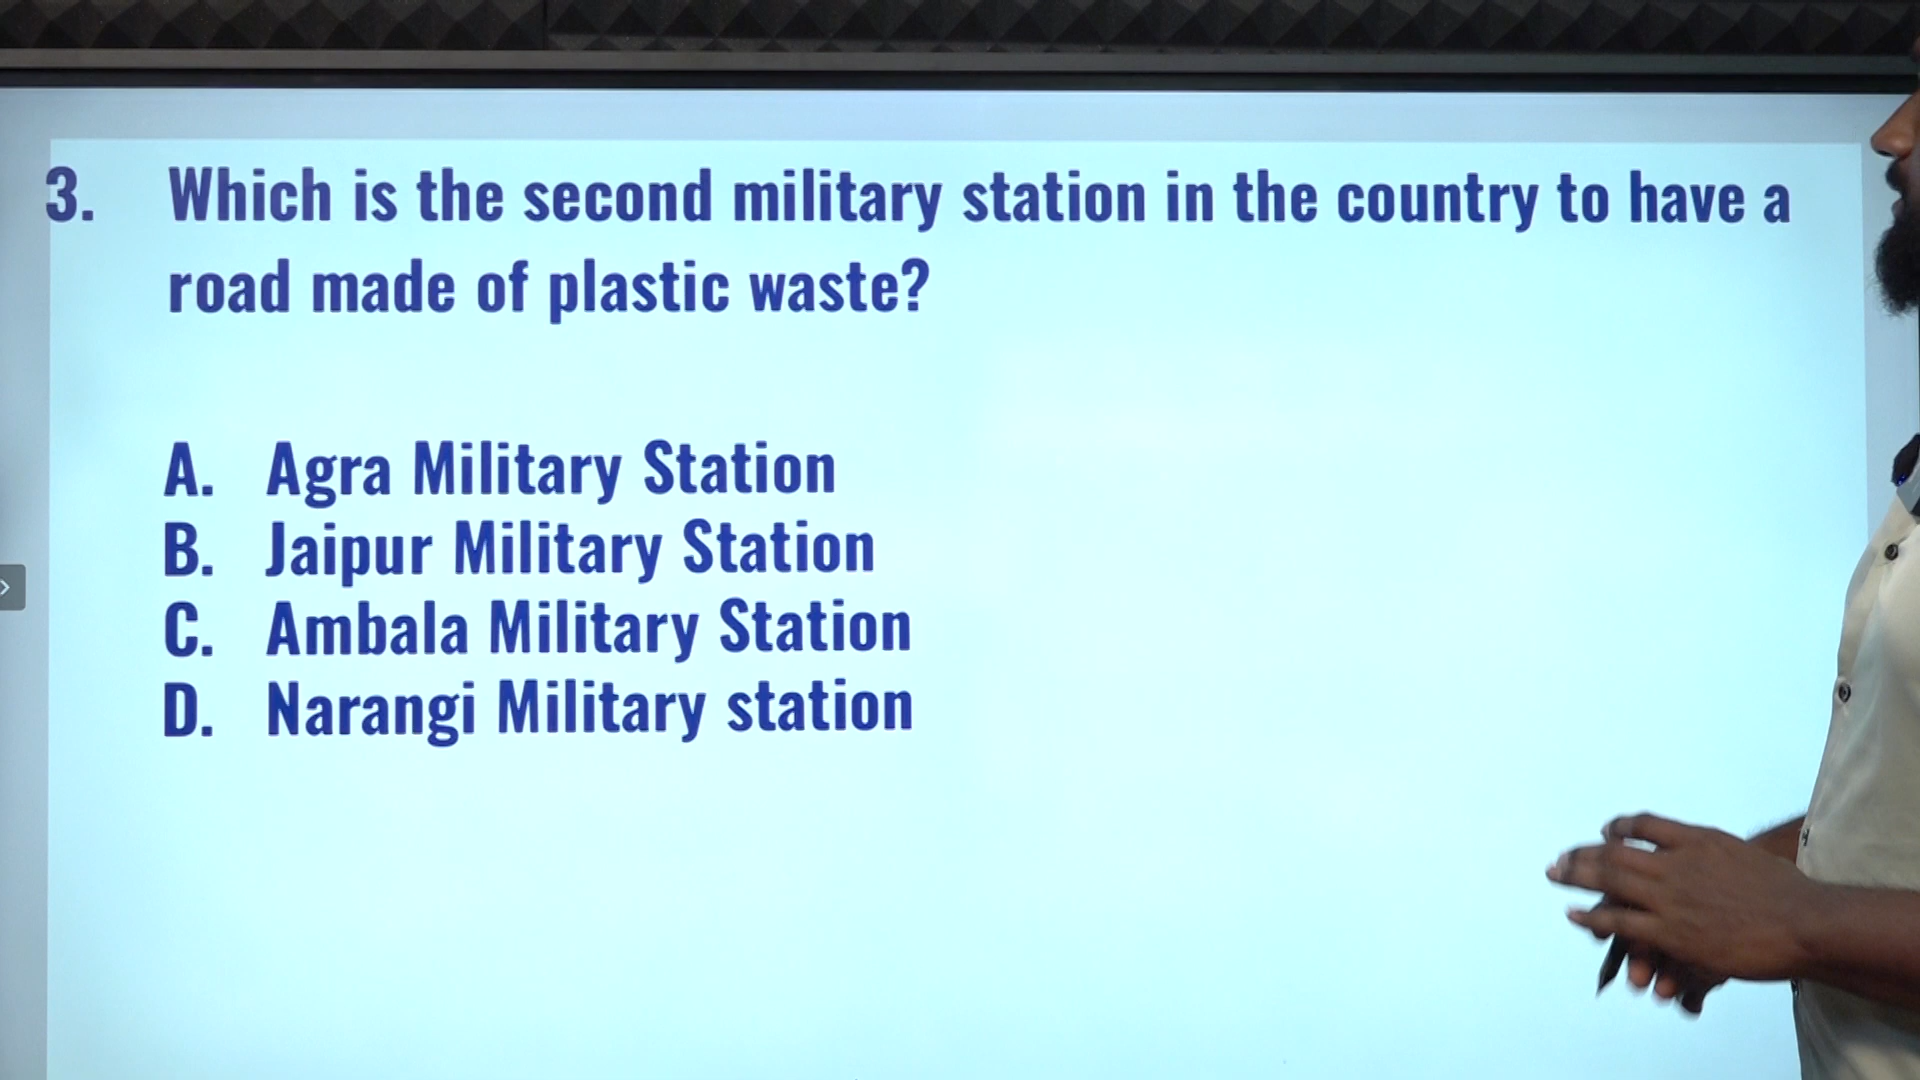 3. Which is the second military station in the country to have a
road made of plastic waste?
A. Agra Military Station
B. Jaipur Military Station
C. Ambala Military Station
D. Narangi Military station